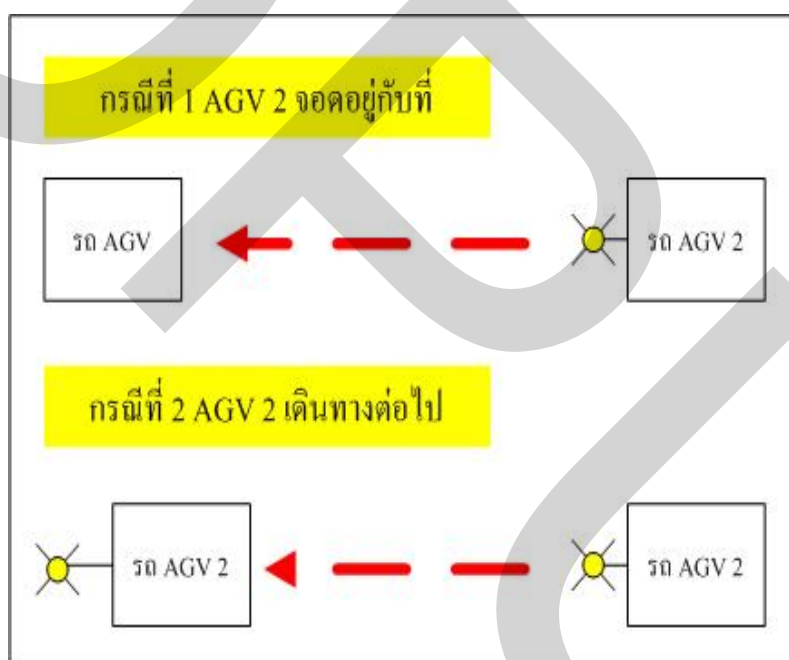 กรณีที่ 1 AGV 2 จอดอยู่กับที่
รถ AGV
รถ AGV 2
กรณีที่ 2 AGV 2 เดินทางต่อไป
รถ AGV 2
รถ AGV 2